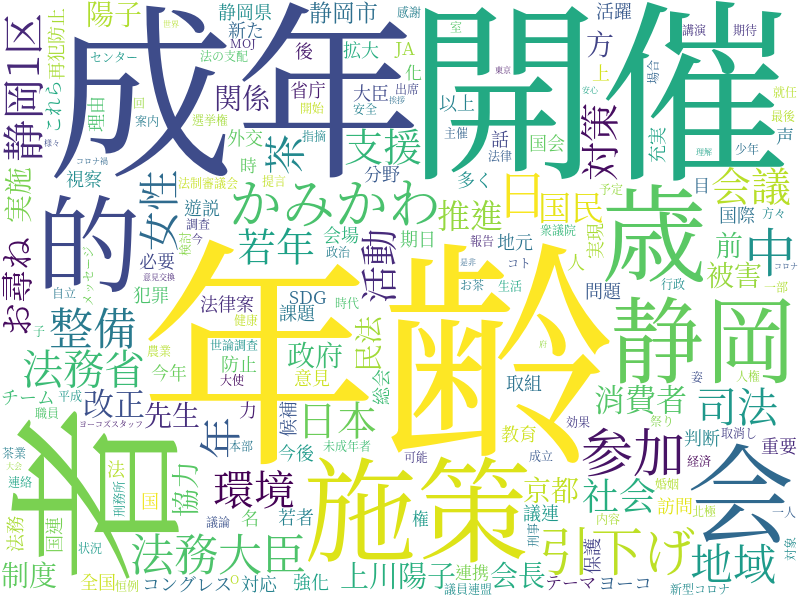 陽子
静岡県
静岡市
感謝
活躍
世界
室
講演
期待
新た
MOJ
後
拡大
JA
方
上
場合
成年
開催
静岡1区
これら
再犯防止
センター
法の支配
関係
省庁
大臣
出席
化
安全
挨拶
東京
以上
安心
就任
理由
回
案内
選挙権
開始
指摘
主催
話
国会
法律
対策
充実
最後
声
様々
コロナ禍
外交
茶
支援
理解
少年
実施
視察
女性
時
法制審議会
提言
分野
多く
目
会議
的
遊説
調査
今
検討
かみかわ
推進
日
国民
予定
方々
国際
歳
お尋ね
意見交換
メッセージ
若年
会場
期日
活動
政治
報告
地元
衆議院
実現
人
前
中
コロナ
自立
必要
是非
コト
被害
犯罪
法律案
SDG
時代
お茶
生活
問題
行政
一部
整備
子
健康
課題
年齢
静岡
法務省
農業
世論調査
防止
政府
民法
総会
姿
人権
府
今年
大使
意見
取組
消費者
チーム
職員
平成
改正
先生
力
候補
効果
祭り
取消し
司法
ヨーコズスタッフ
本部
年
日本
未成年者
教育
判断
重要
者
茶業
大会
協力
今後
可能
成立
参加
経済
連絡
法
刑務所
国
環境
施策
京都
社会
婚姻
会
法務
国連
議論
名
若者
権
議連
訪問
北極
一人
状況
法務大臣
刑事
内容
保護
引下げ
地域
対象
制度
全国
恒例
コングレス
O
対応
強化
上川陽子
連携
会長
議員連盟
テーマ
ヨーコ
新型コロナ